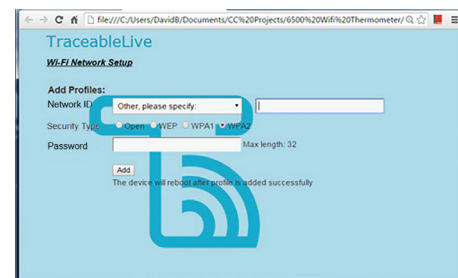 file:///C:/Users/DavidB/Documents/CC%20Projects/6500%20Wifi%20Thermometer/
TraceableLive
Wi-Fi Network Setup
Add Profiles:
Network ID Other, please specify:
Security Type Open WEP WPA1 WPA2
Password Max length: 32
Add
The device will reboot after profile is added successfully